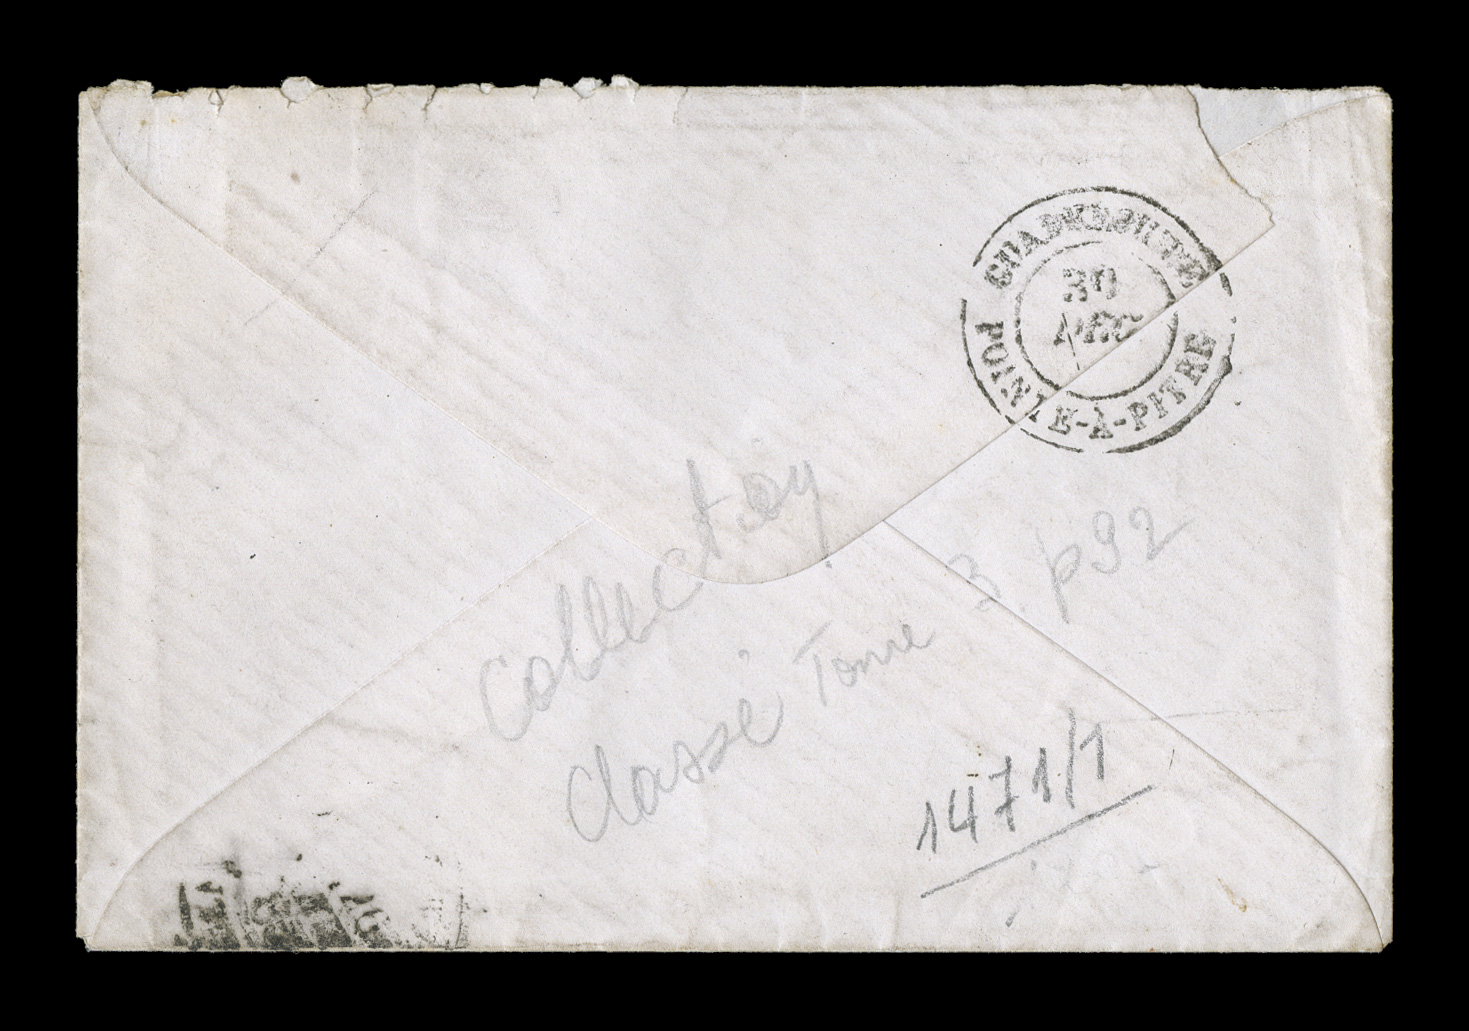 GUADELOUPE
30
DEC
POINTE-À-PITRE
collection
classé Tome 3. p92
1471/1